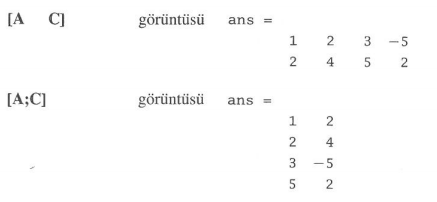 [A C] görüntüsü ans =
1 2 3 −5
2 4 5 2
[A;C] görüntüsü ans =
1 2
2 4
3 −5
5 2